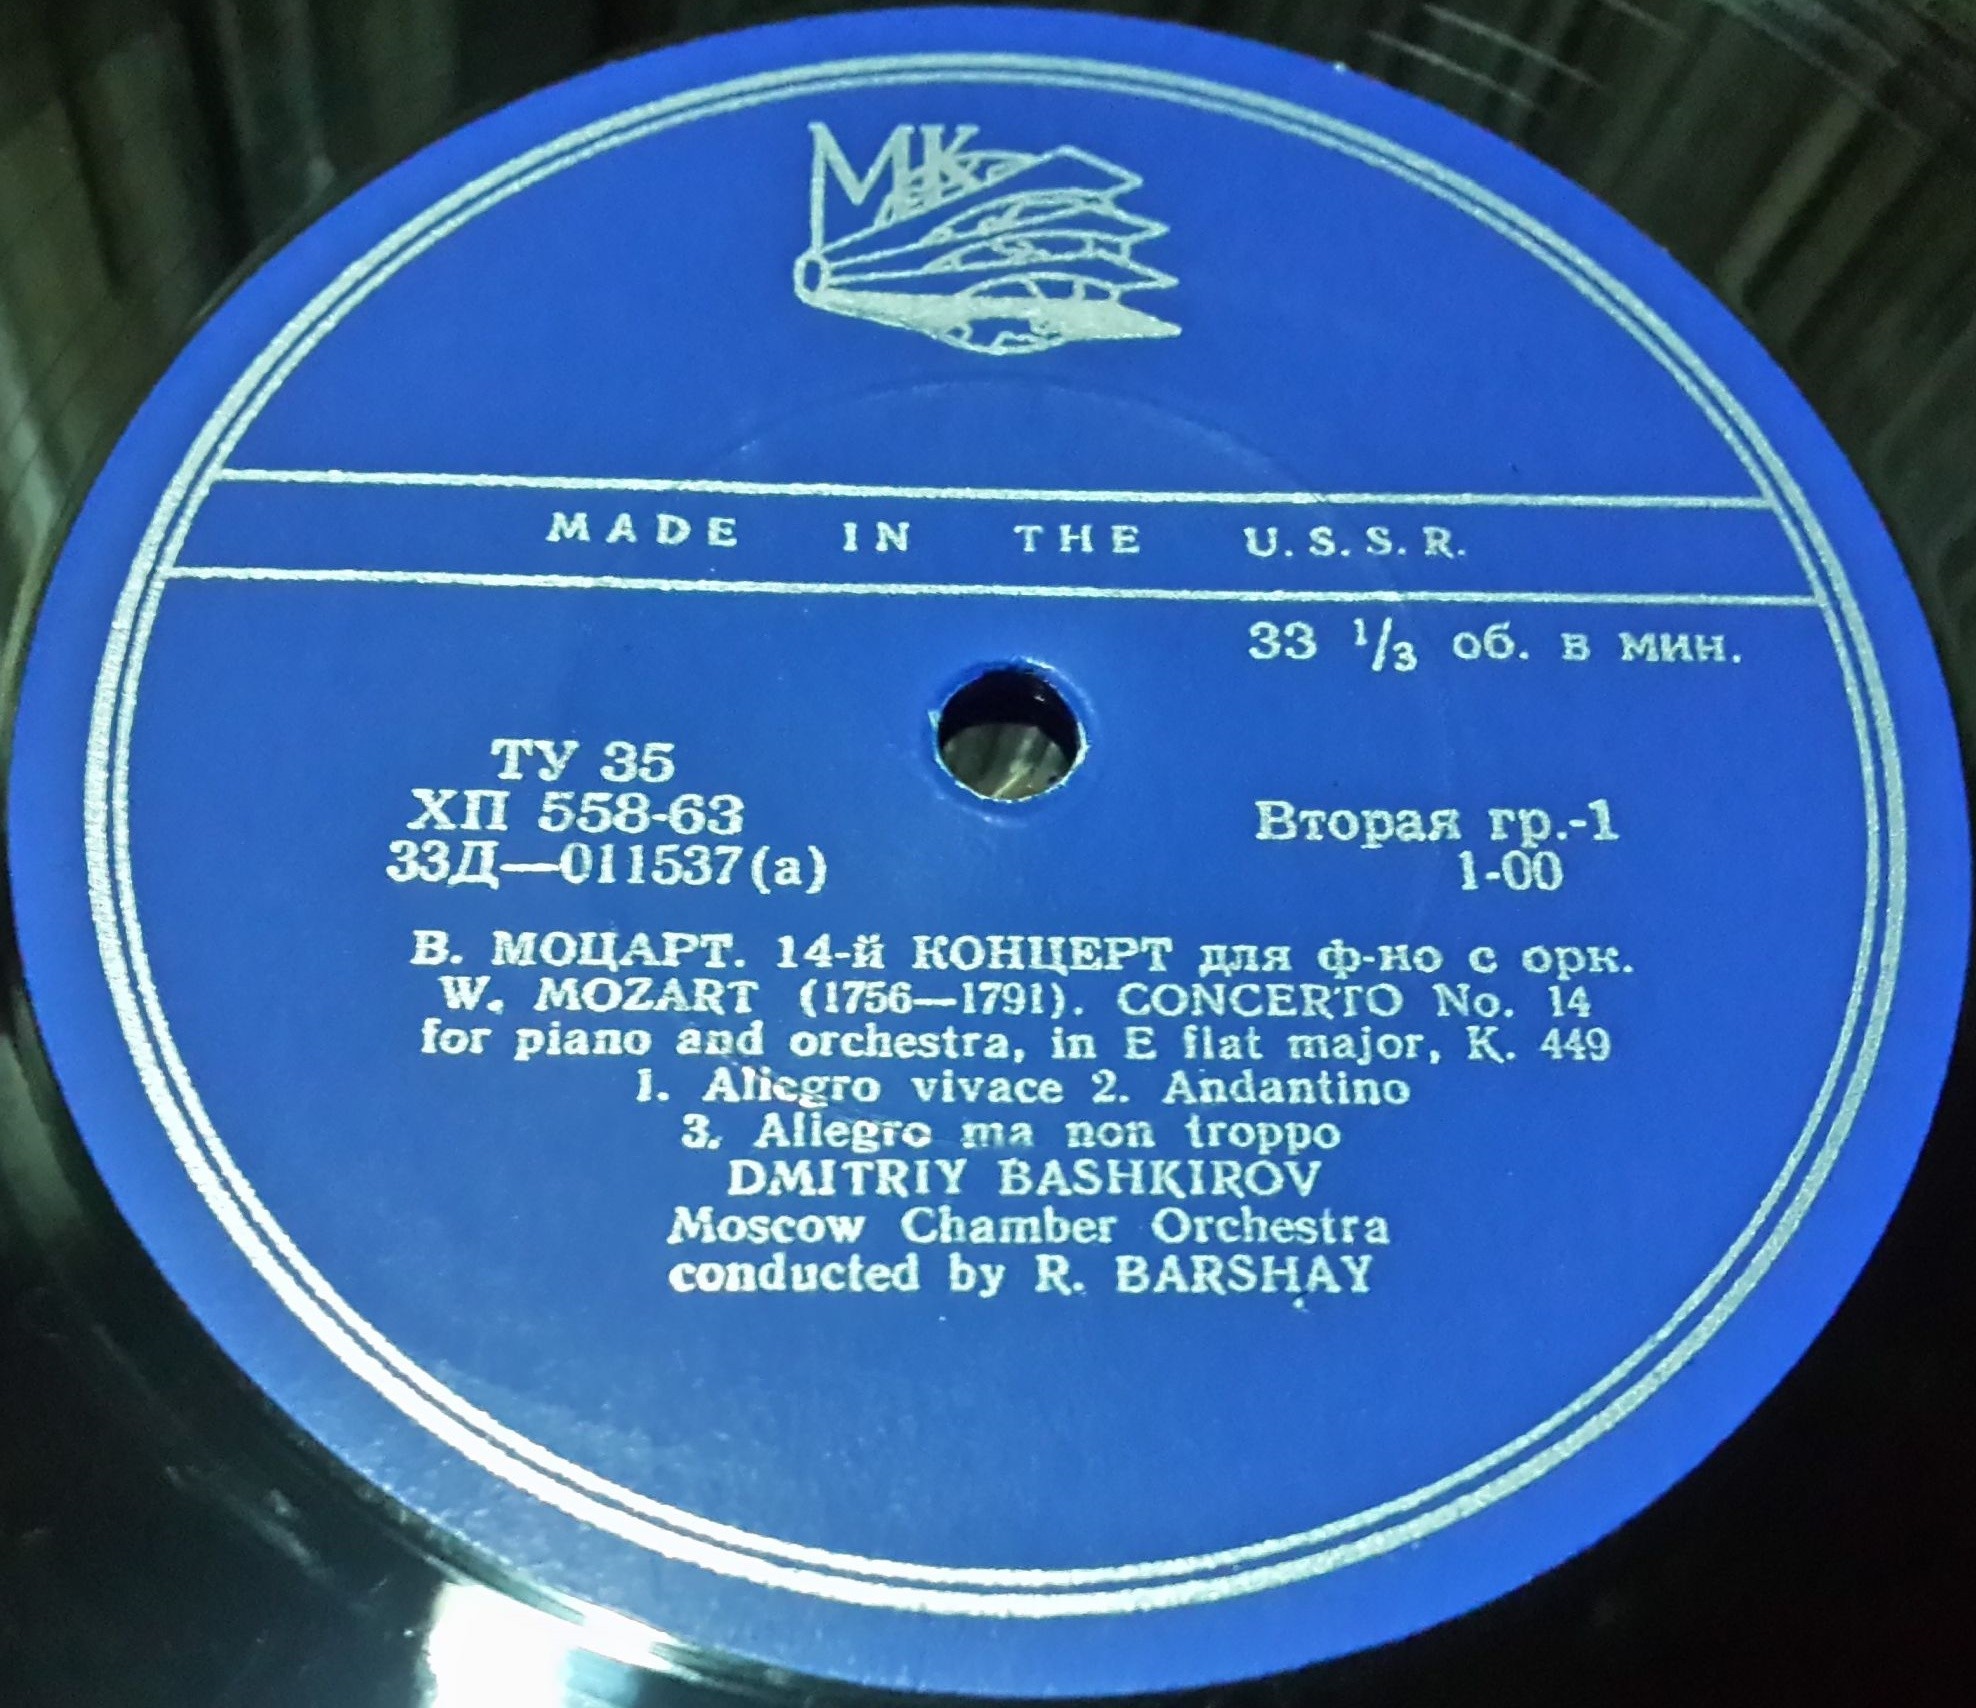 МК
MADE IN THE U.S.S.R.
33 1/3 об. в мин.
ТУ 35
ХП 558-63
33Д—011537(а)
Вторая гр.-1
1-00
В. МОЦАРТ. 14-й КОНЦЕРТ для ф-но с орк.
W. MOZART (1756—1791). CONCERTO No. 14
for piano and orchestra, in E flat major, K. 449
1. Allegro vivace 2. Andantino
3. Allegro ma non troppo
DMITRIY BASHKIROV
Moscow Chamber Orchestra
conducted by R. BARSHAY